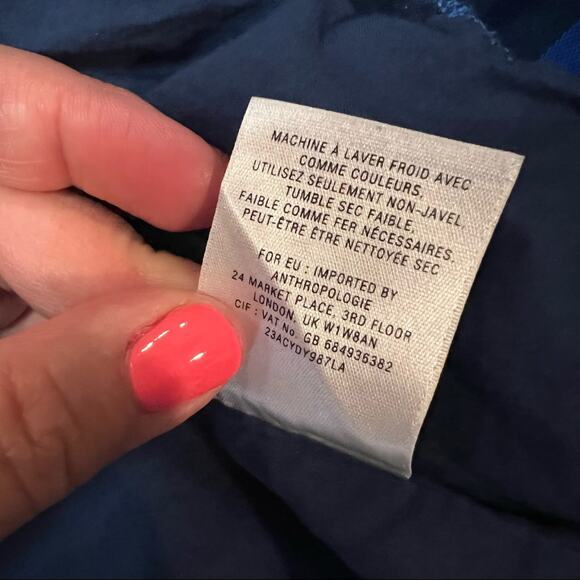 MACHINE À LAVER FROID AVEC
COMME COULEURS.
UTILISEZ SEULEMENT NON-JAVEL.
TUMBLE SEC FAIBLE.
FAIBLE COMME FER NÉCESSAIRES.
PEUT-ÊTRE ÊTRE NETTOYÉE SEC
FOR EU : IMPORTED BY
ANTHROPOLOGIE
24 MARKET PLACE, 3RD FLOOR
LONDON, UK W1W8AN
CIF : VAT No. GB 684936382
23ACYDY987LA